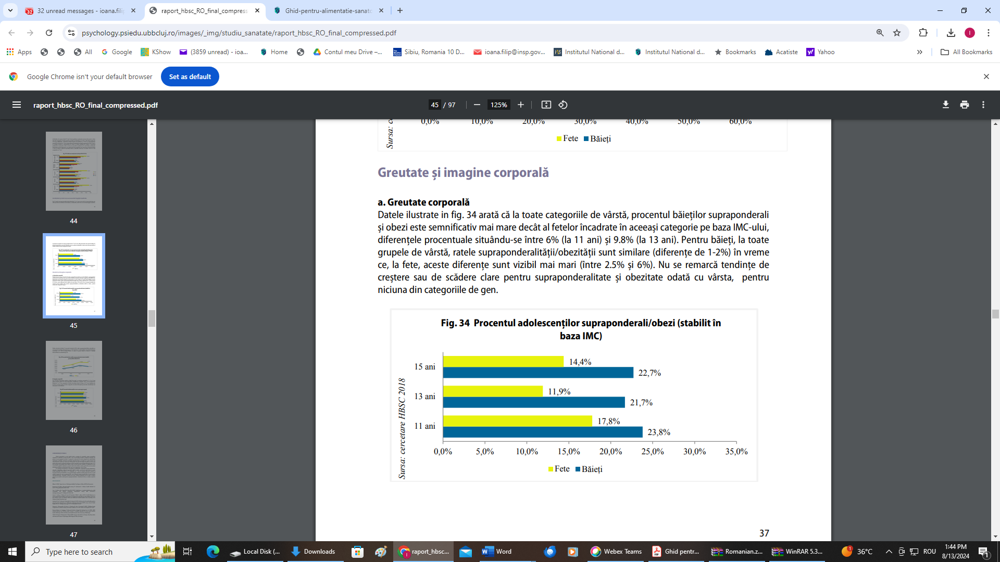 32 unread messages - ioana.fili
raport_hbsc_RO_final_compress
Ghid-pentru-alimentatie-sanato
psychology.psiedu.ubbcluj.ro/images/_img/studiu_sanatate/raport_hbsc_RO_final_compressed.pdf
Apps
All
Google
KShow
(3859 unread) - ioa...
Home
Contul meu Drive –...
Sibiu, Romania 10 D...
ioana.filip@insp.gov...
Institutul National d...
Institutul National d...
Bookmarks
Acatiste
Yahoo
All Bookmarks
Google Chrome isn't your default browser
Set as default
raport_hbsc_RO_final_compressed.pdf
45 / 97
125%
44
45
46
47
Sursa: ce
0,0% 10,0% 20,0% 30,0% 40,0% 50,0% 60,0%
Fete Băieți
Greutate și imagine corporală
a. Greutate corporală
Datele ilustrate in fig. 34 arată că la toate categoriile de vârstă, procentul băieților supraponderali
și obezi este semnificativ mai mare decât al fetelor încadrate în aceeași categorie pe baza IMC-ului,
diferențele procentuale situându-se între 6% (la 11 ani) și 9.8% (la 13 ani). Pentru băieți, la toate
grupele de vârstă, ratele supraponderalității/obezității sunt similare (diferențe de 1-2%) în vreme
ce, la fete, aceste diferențe sunt vizibil mai mari (între 2.5% și 6%). Nu se remarcă tendințe de
creștere sau de scădere clare pentru supraponderalitate și obezitate odată cu vârsta, pentru
niciuna din categoriile de gen.
Fig. 34 Procentul adolescenților supraponderali/obezi (stabilit în
baza IMC)
Sursa: cercetare HBSC 2018
15 ani
14,4%
22,7%
13 ani
11,9%
21,7%
11 ani
17,8%
23,8%
0,0% 5,0% 10,0% 15,0% 20,0% 25,0% 30,0% 35,0%
Fete Băieți
37
Type here to search
Local Disk (...
Downloads
raport_hbsc...
Word
Webex Teams
Ghid pentr...
Romanian.z...
WinRAR 5.3...
36°C
ROU
1:44 PM
8/13/2024